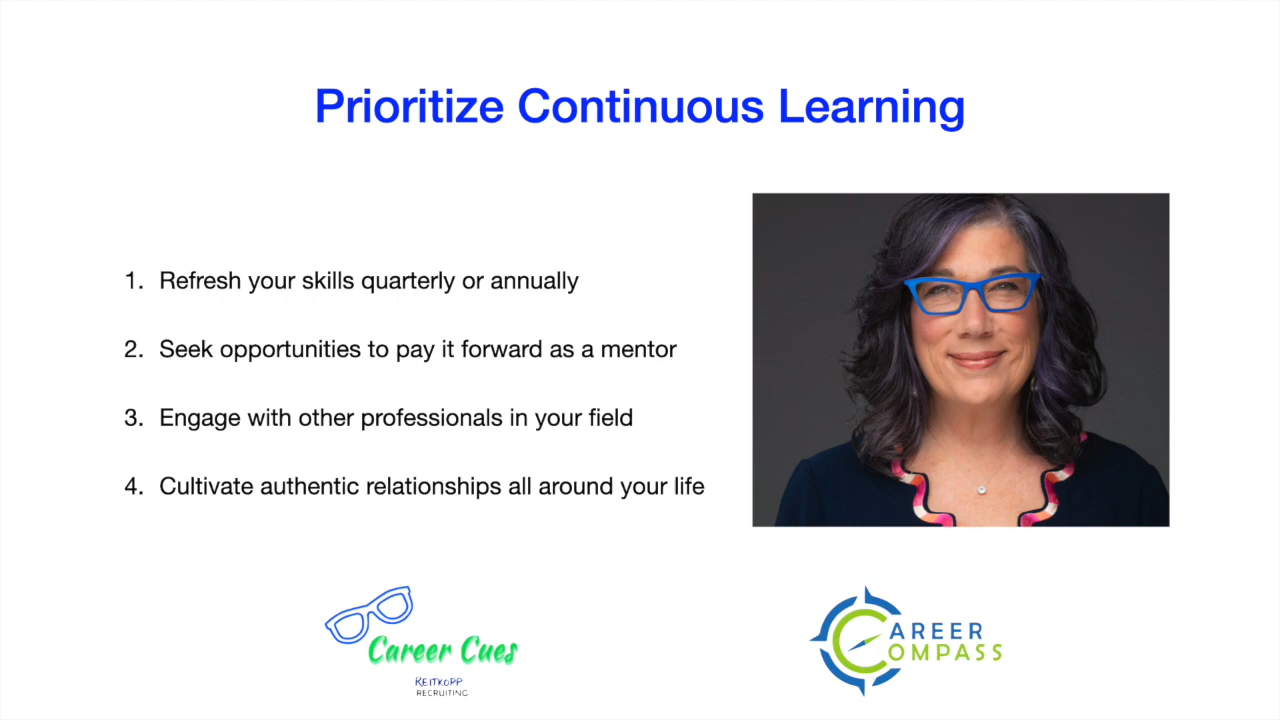 Prioritize Continuous Learning
1. Refresh your skills quarterly or annually
2. Seek opportunities to pay it forward as a mentor
3. Engage with other professionals in your field
4. Cultivate authentic relationships all around your life
Career Cues
REITKOPP
RECRUITING
CAREER
COMPASS